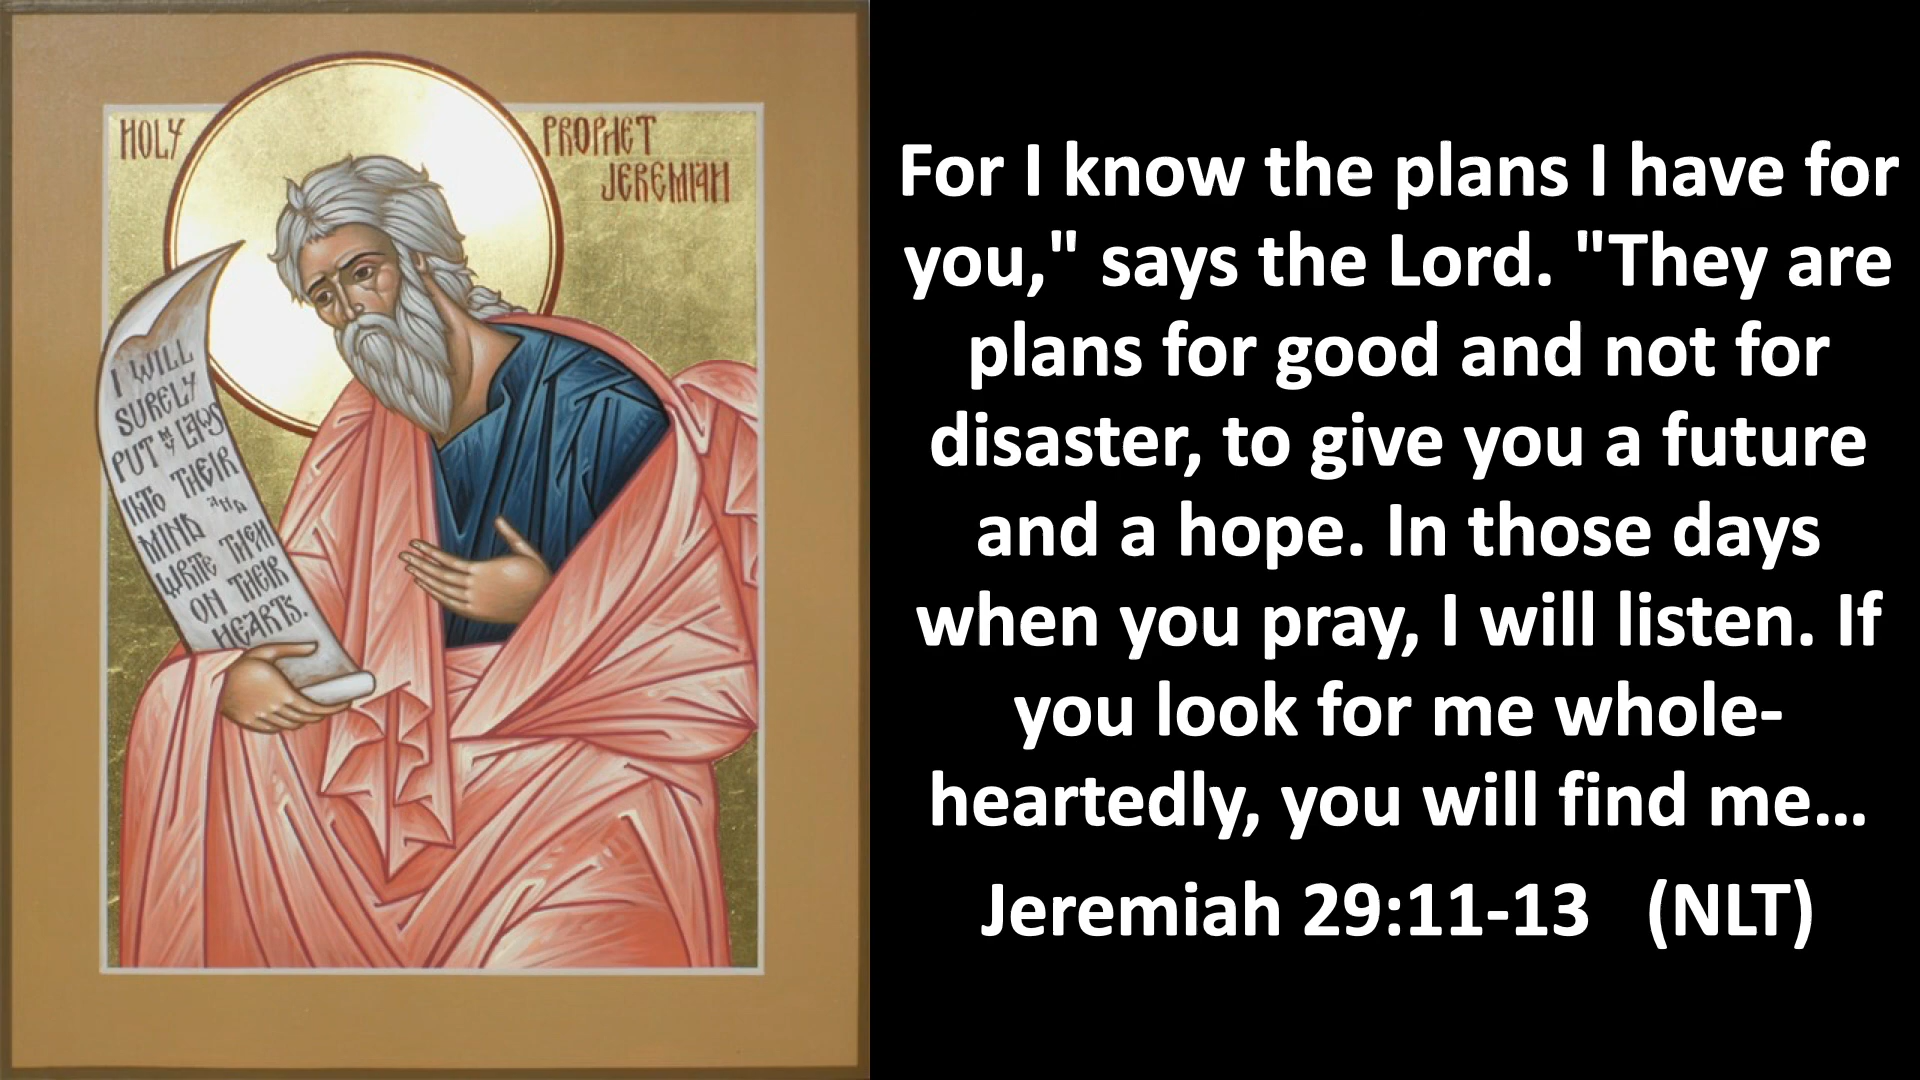 HOLY
PROPHET
JEREMIAH
I WILL
SURELY
PUT MY LAWS
INTO THEIR
MIND AND
WRITE THEM
ON THEIR
HEARTS.
For I know the plans I have for
you," says the Lord. "They are
plans for good and not for
disaster, to give you a future
and a hope. In those days
when you pray, I will listen. If
you look for me whole-
heartedly, you will find me…
Jeremiah 29:11-13 (NLT)